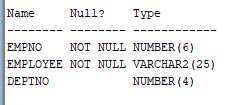 Name Null? Type
-------- -------- ------------
EMPNO NOT NULL NUMBER(6)
EMPLOYEE NOT NULL VARCHAR2(25)
DEPTNO NUMBER(4)